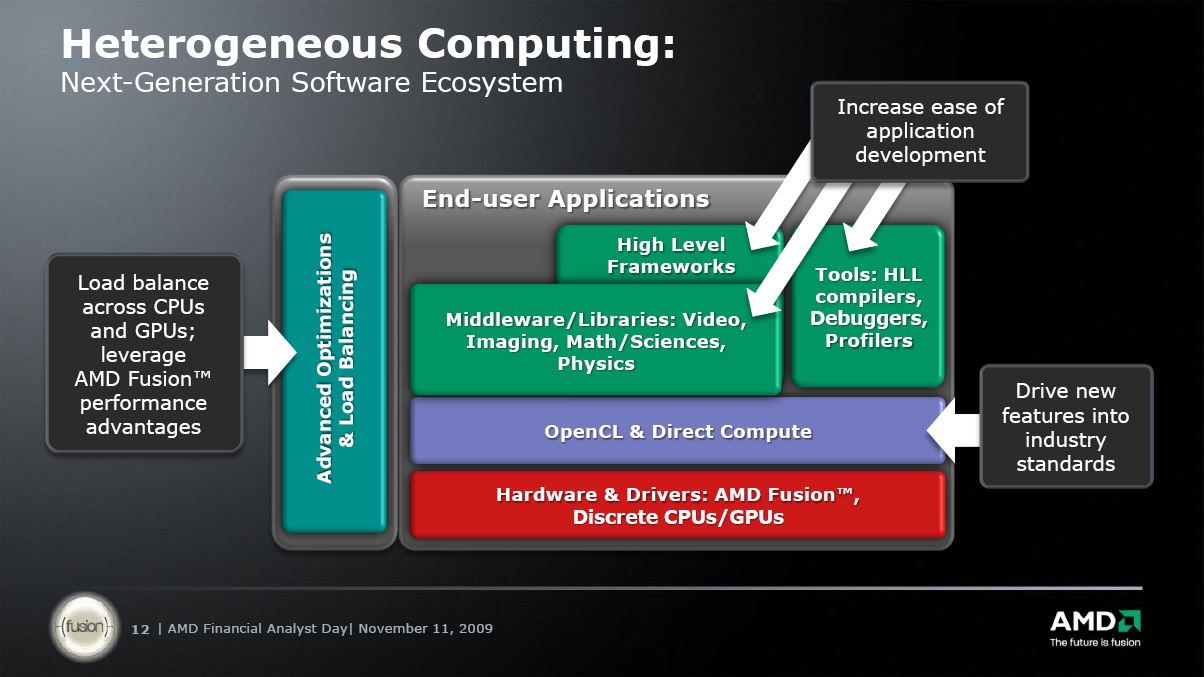 Heterogeneous Computing:
Next-Generation Software Ecosystem
Increase ease of
application
development
End-user Applications
High Level
Frameworks
Tools: HLL
compilers,
Debuggers,
Profilers
Middleware/Libraries: Video,
Imaging, Math/Sciences,
Physics
Advanced Optimizations
& Load Balancing
Load balance
across CPUs
and GPUs;
leverage
AMD Fusion™
performance
advantages
OpenCL & Direct Compute
Drive new
features into
industry
standards
Hardware & Drivers: AMD Fusion™,
Discrete CPUs/GPUs
fusion
12 | AMD Financial Analyst Day| November 11, 2009
AMD
The future is fusion